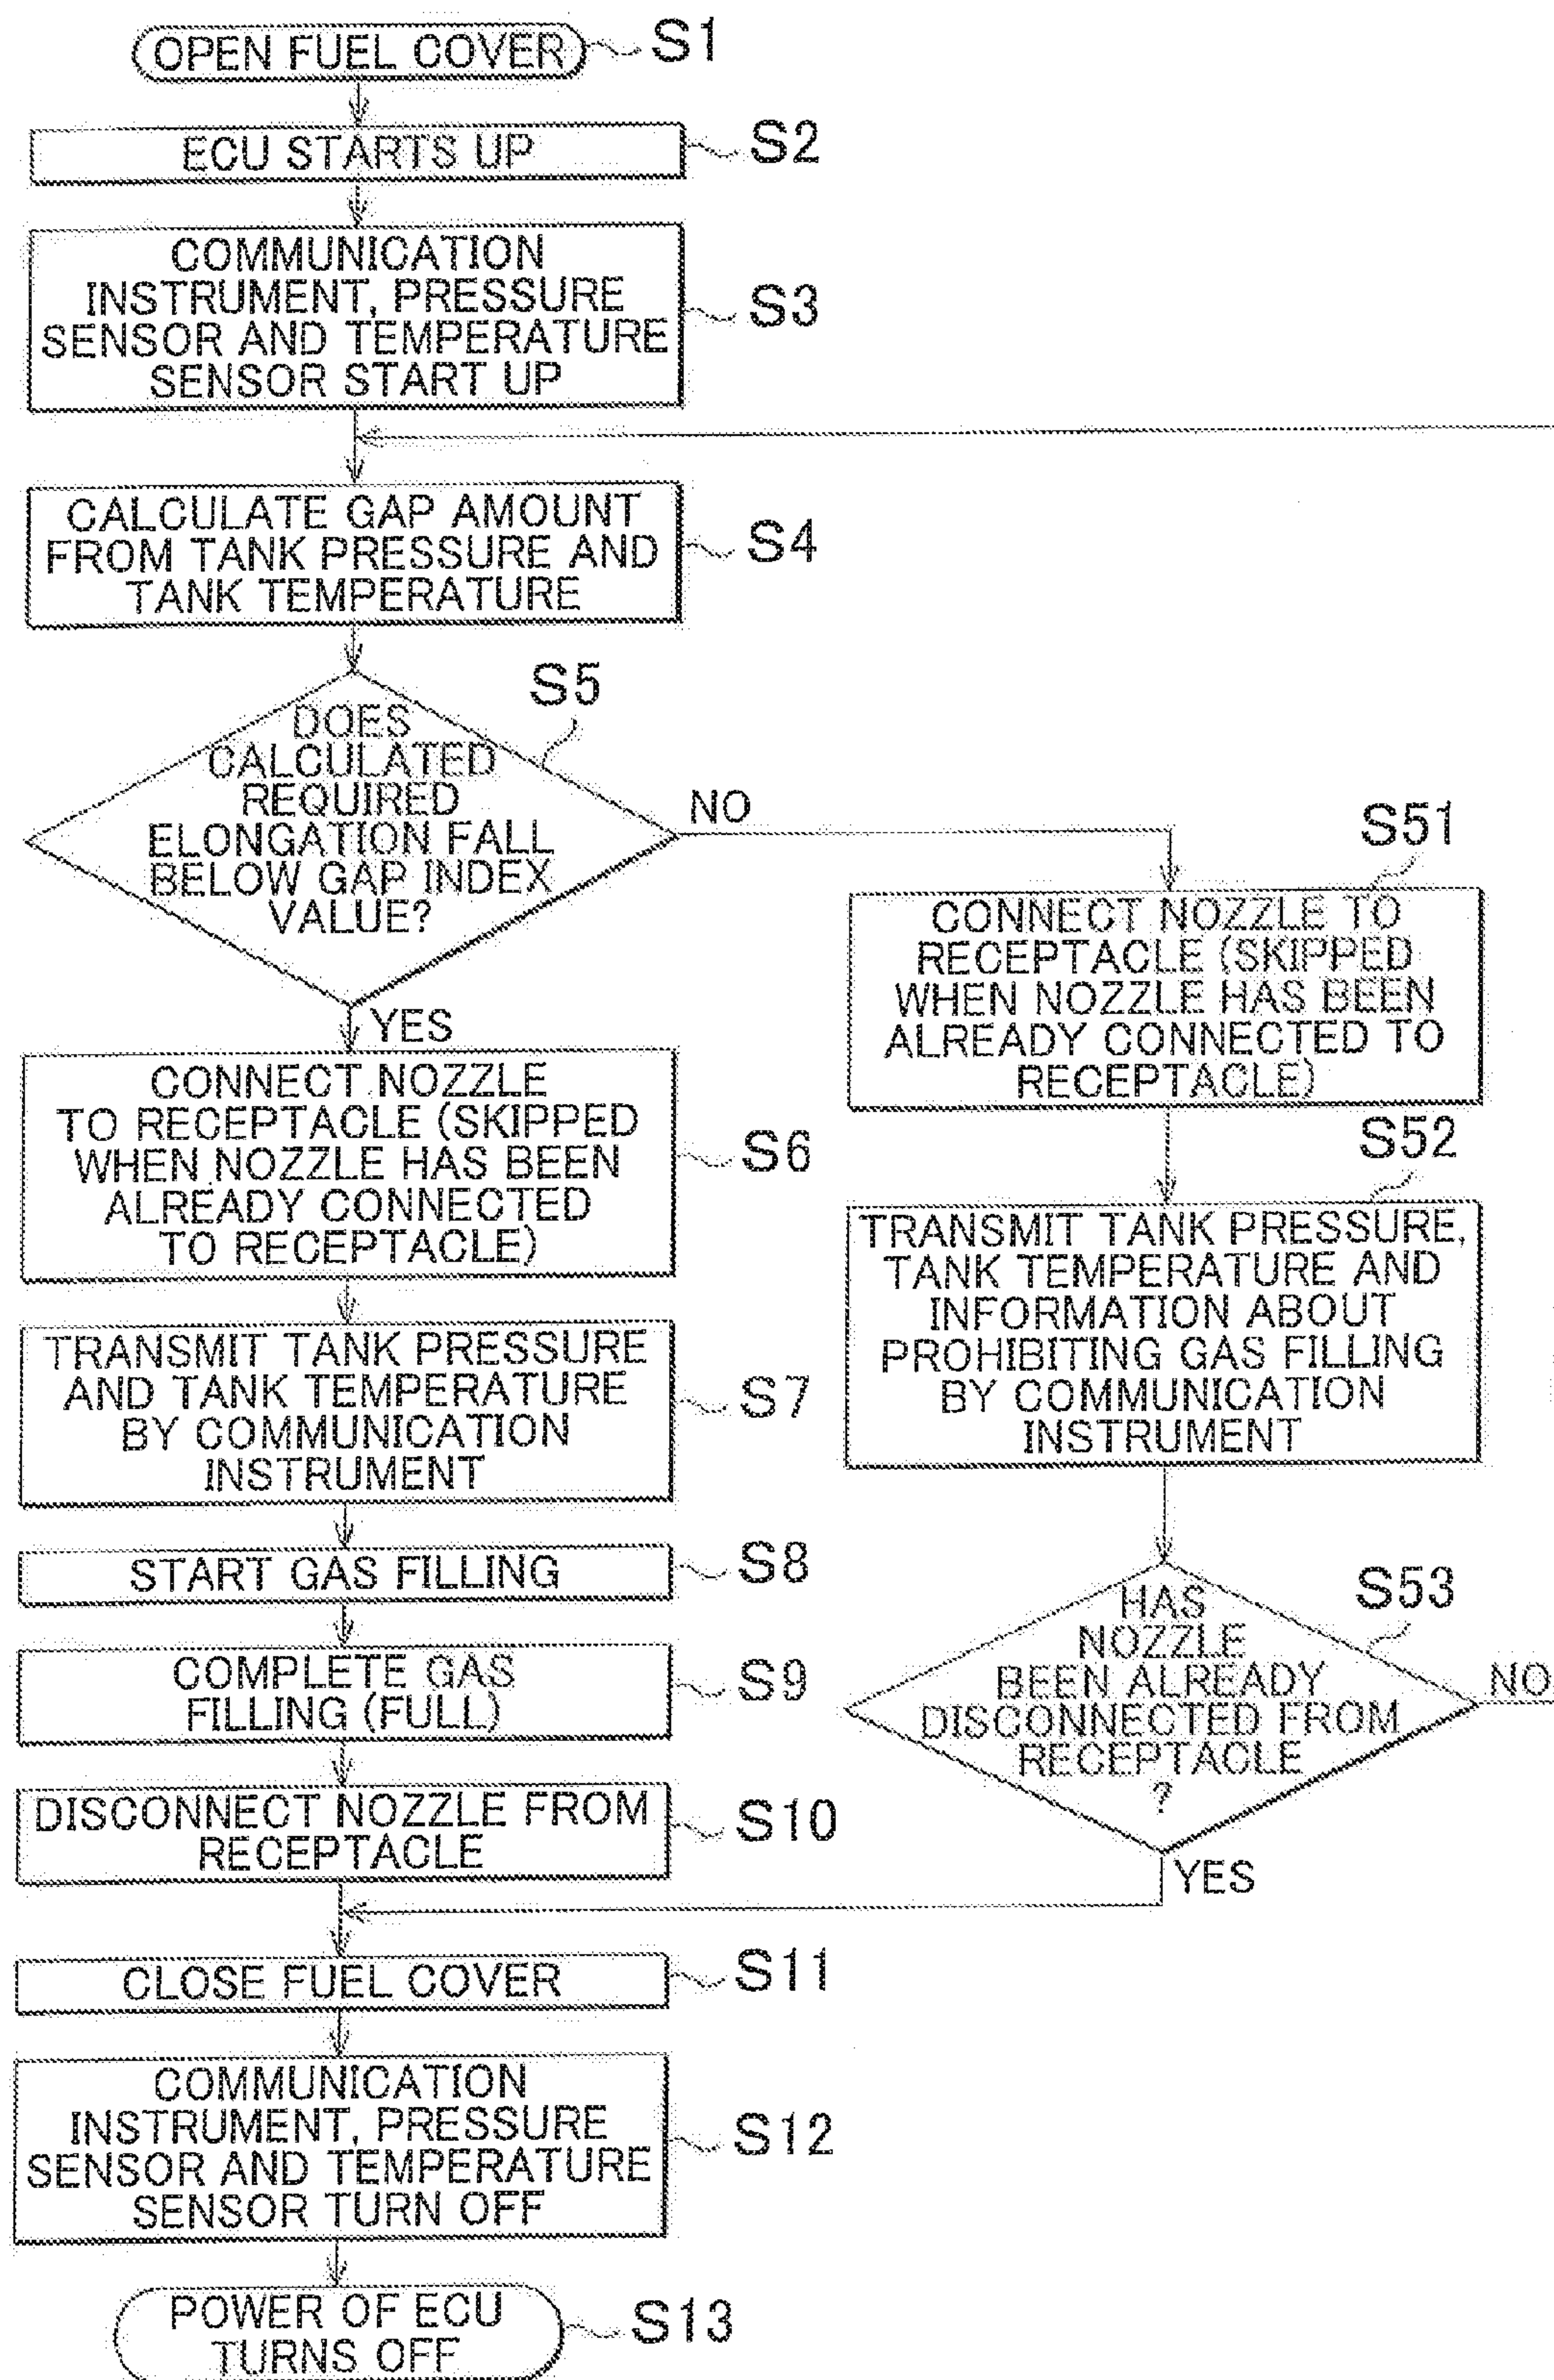 OPEN FUEL COVER
S1
ECU STARTS UP
S2
COMMUNICATION
INSTRUMENT, PRESSURE
SENSOR AND TEMPERATURE
SENSOR START UP
S3
CALCULATE GAP AMOUNT
FROM TANK PRESSURE AND
TANK TEMPERATURE
S4
S5
DOES
CALCULATED
REQUIRED
ELONGATION FALL
BELOW GAP INDEX
VALUE?
NO
YES
CONNECT NOZZLE
TO RECEPTACLE (SKIPPED
WHEN NOZZLE HAS BEEN
ALREADY CONNECTED
TO RECEPTACLE)
S6
TRANSMIT TANK PRESSURE
AND TANK TEMPERATURE
BY COMMUNICATION
INSTRUMENT
S7
START GAS FILLING
S8
COMPLETE GAS
FILLING (FULL)
S9
DISCONNECT NOZZLE FROM
RECEPTACLE
S10
S51
CONNECT NOZZLE TO
RECEPTACLE (SKIPPED
WHEN NOZZLE HAS BEEN
ALREADY CONNECTED TO
RECEPTACLE)
S52
TRANSMIT TANK PRESSURE,
TANK TEMPERATURE AND
INFORMATION ABOUT
PROHIBITING GAS FILLING
BY COMMUNICATION
INSTRUMENT
S53
HAS
NOZZLE
BEEN ALREADY
DISCONNECTED FROM
RECEPTACLE
?
NO
YES
CLOSE FUEL COVER
S11
COMMUNICATION
INSTRUMENT, PRESSURE
SENSOR AND TEMPERATURE
SENSOR TURN OFF
S12
POWER OF ECU
TURNS OFF
S13